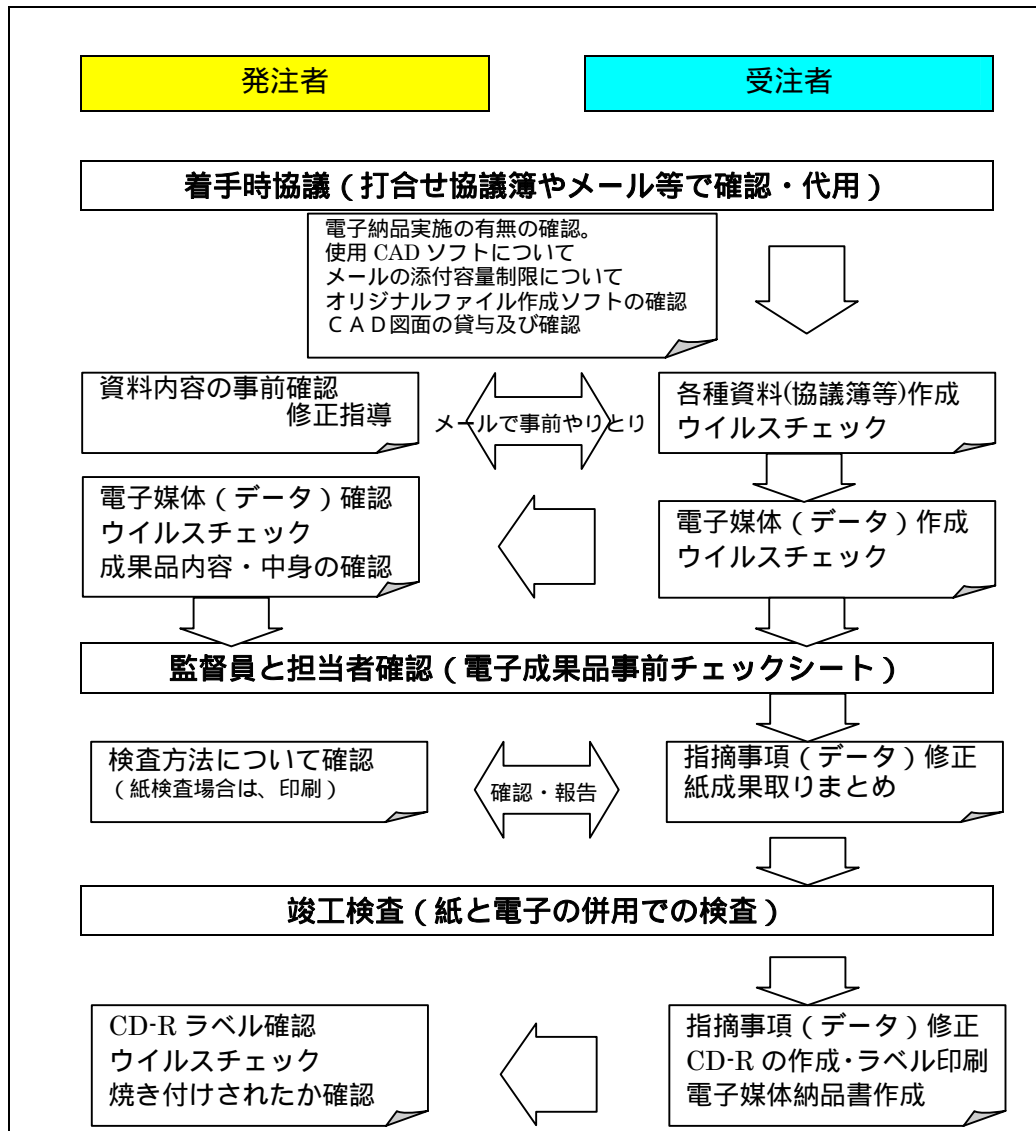 発注者
受注者
着手時協議（打合せ協議簿やメール等で確認・代用）
電子納品実施の有無の確認。
使用 CAD ソフトについて
メールの添付容量制限について
オリジナルファイル作成ソフトの確認
ＣＡＤ図面の貸与及び確認
資料内容の事前確認
修正指導
メールで事前やりとり
各種資料(協議簿等)作成
ウイルスチェック
電子媒体（データ）確認
ウイルスチェック
成果品内容・中身の確認
電子媒体（データ）作成
ウイルスチェック
監督員と担当者確認（電子成果品事前チェックシート）
検査方法について確認
（紙検査場合は、印刷）
確認・報告
指摘事項（データ）修正
紙成果取りまとめ
竣工検査（紙と電子の併用での検査）
CD-R ラベル確認
ウイルスチェック
焼き付けされたか確認
指摘事項（データ）修正
CD-R の作成・ラベル印刷
電子媒体納品書作成